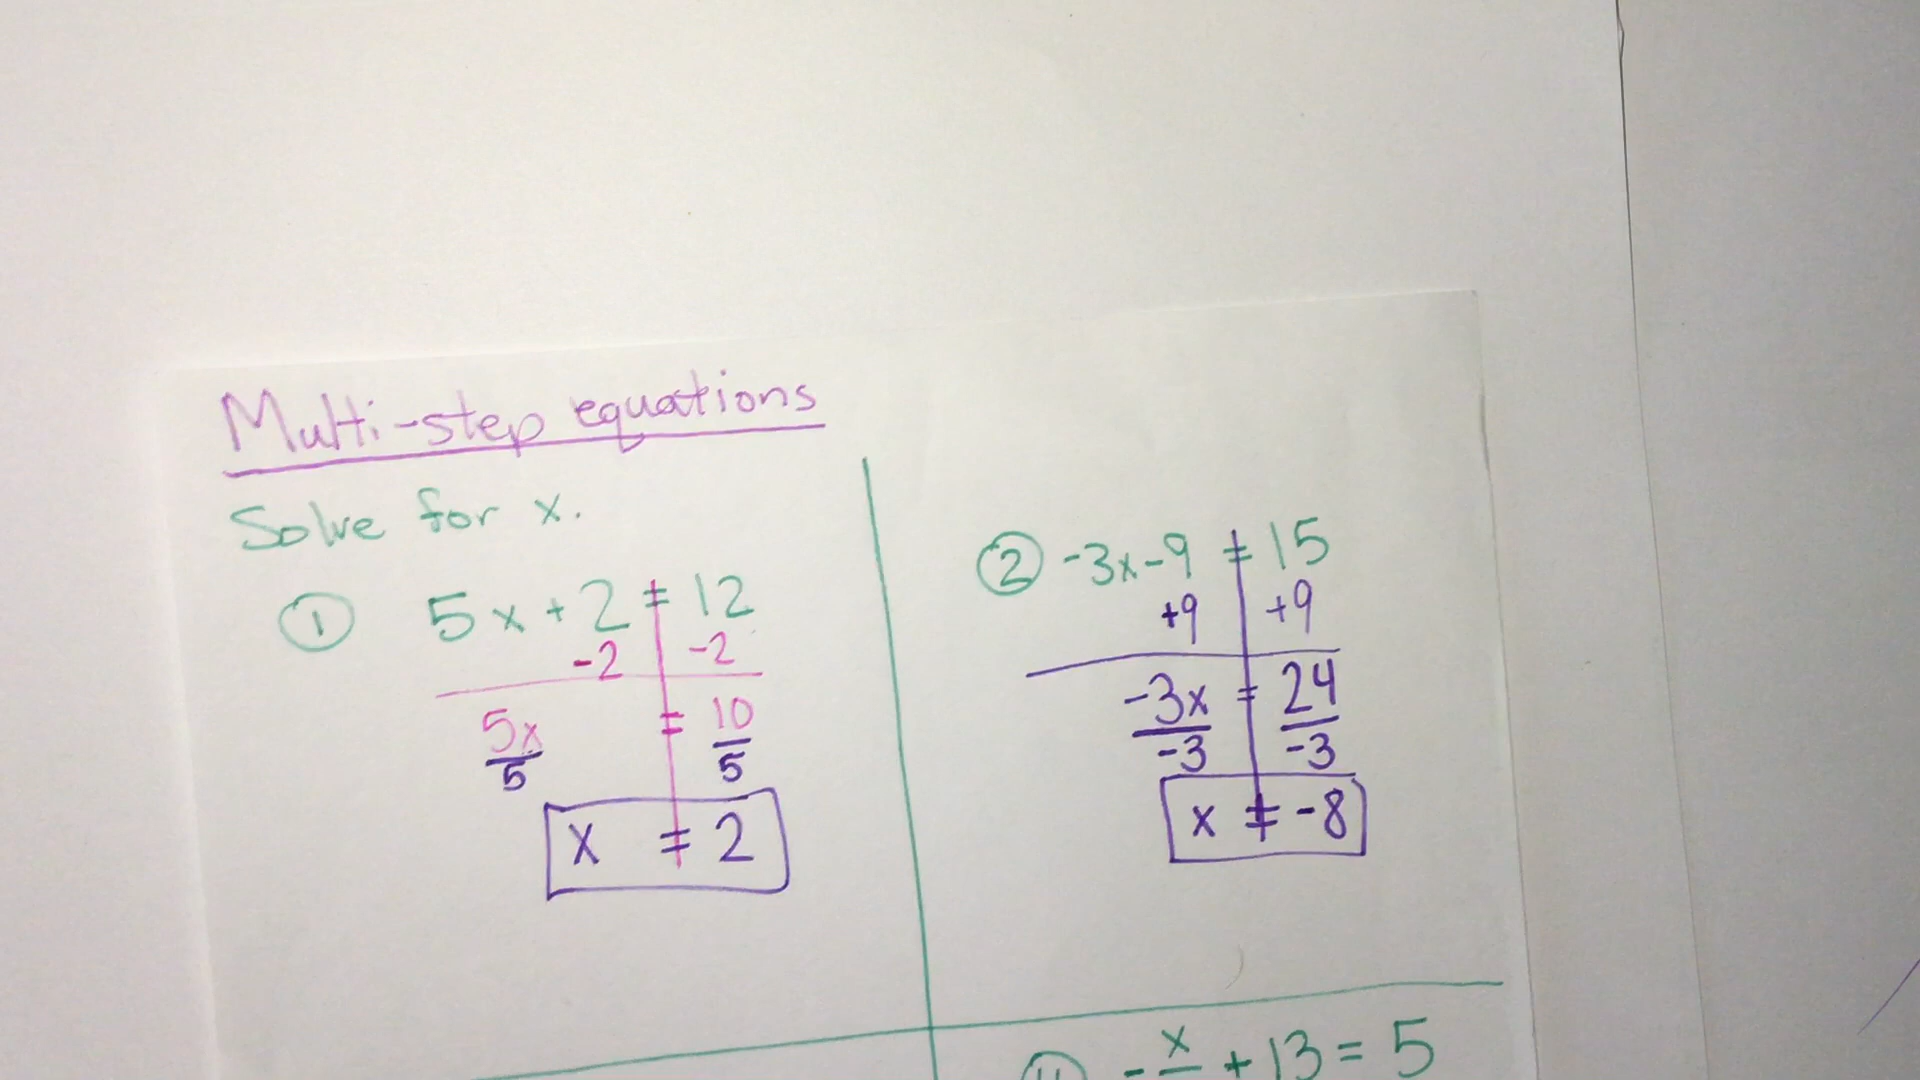 Multi-step equations
Solve for x.
① 5x + 2 = 12
-2 -2
5x = 10
5 5
x = 2
② -3x - 9 = 15
+9 +9
-3x = 24
-3 -3
x = -8
- x + 13 = 5